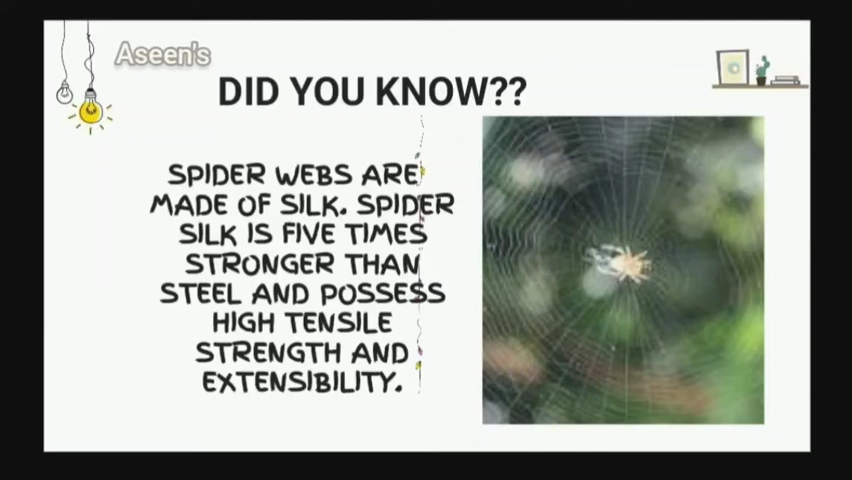 Aseen's
DID YOU KNOW??
SPIDER WEBS ARE
MADE OF SILK. SPIDER
SILK IS FIVE TIMES
STRONGER THAN
STEEL AND POSSESS
HIGH TENSILE
STRENGTH AND
EXTENSIBILITY.